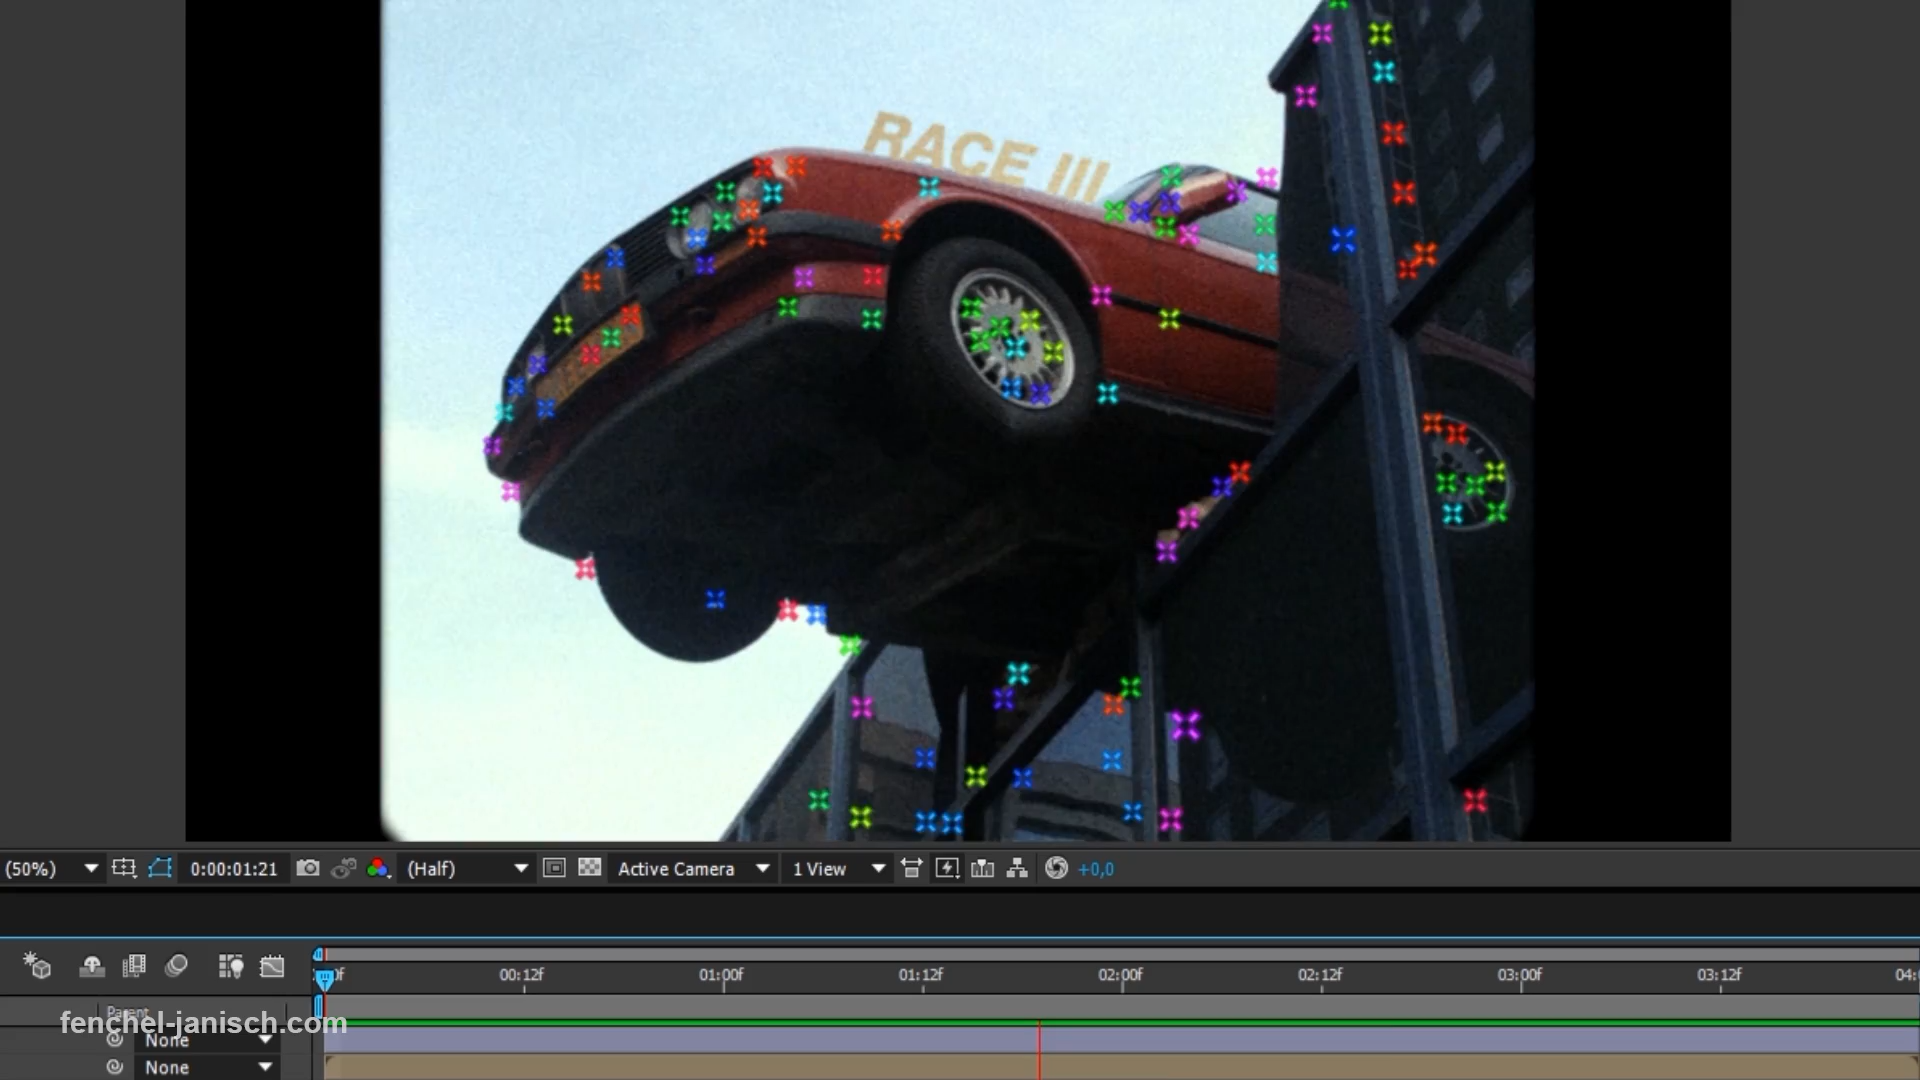 RACE III
(50%) 0:00:01:21 (Half) Active Camera 1 View +0,0
00:12f 01:00f 01:12f 02:00f 02:12f 03:00f 03:12f
Parent
fenchel-janisch.com
None
None